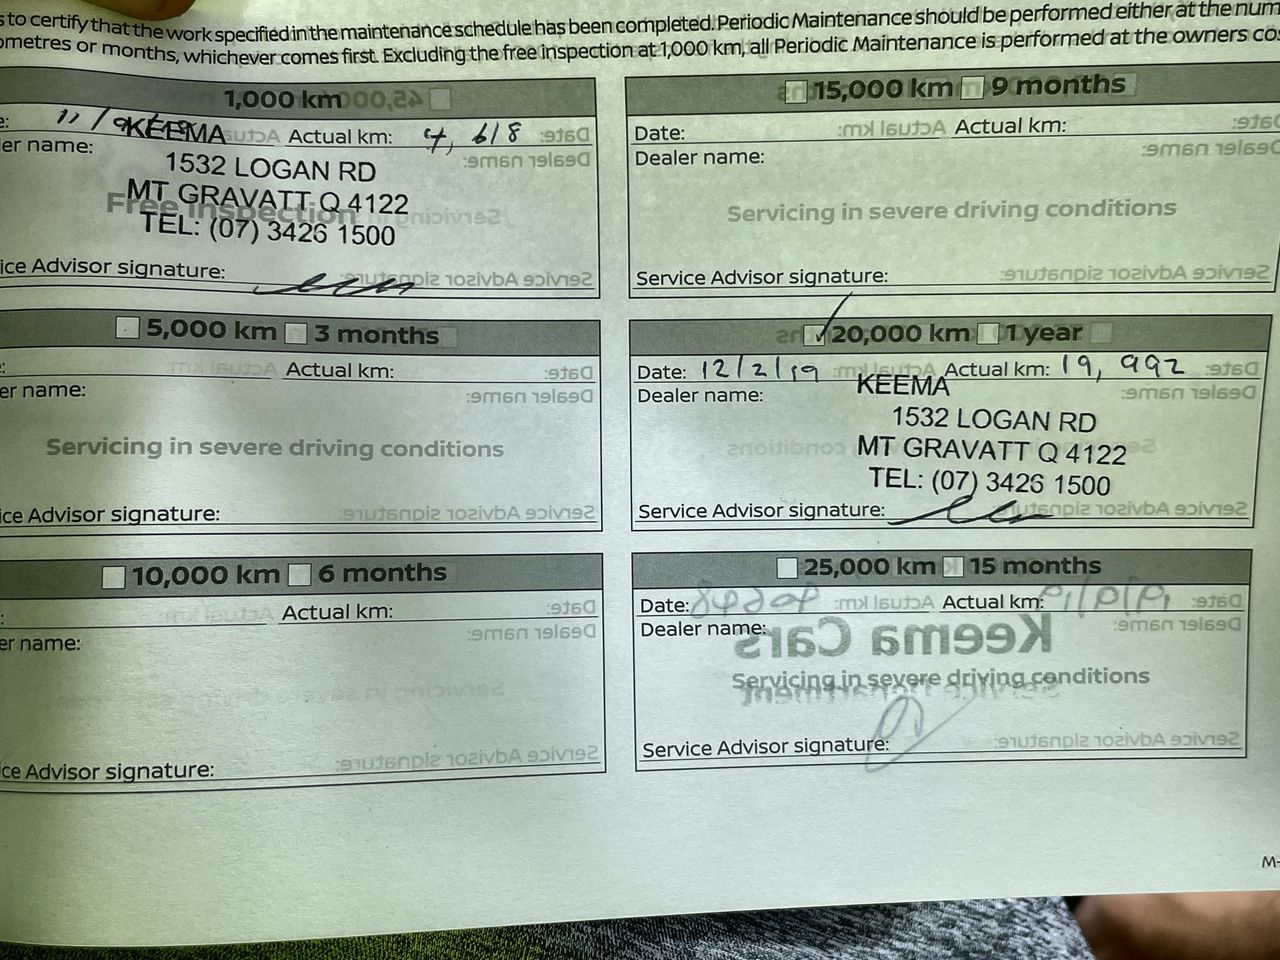 s to certify that the work specified in the maintenance schedule has been completed. Periodic Maintenance should be performed either at the num
ometres or months, whichever comes first. Excluding the free inspection at 1,000 km, all Periodic Maintenance is performed at the owners cos
1,000 km
e: 11/9/ Actual km: 4,618
er name:
KEEMA
1532 LOGAN RD
MT GRAVATT Q 4122
TEL: (07) 3426 1500
Free Inspection
ice Advisor signature:
5,000 km 3 months
: Actual km:
er name:
Servicing in severe driving conditions
ice Advisor signature:
10,000 km 6 months
: Actual km:
er name:
ce Advisor signature:
15,000 km 9 months
Date: Actual km:
Dealer name:
Servicing in severe driving conditions
Service Advisor signature:
20,000 km 1 year
Date: 12/2/19 Actual km: 19,992
Dealer name:
KEEMA
1532 LOGAN RD
MT GRAVATT Q 4122
TEL: (07) 3426 1500
Service Advisor signature:
25,000 km 15 months
Date: Actual km:
Dealer name:
Keema Cars
Servicing in severe driving conditions
Service Advisor signature:
M-